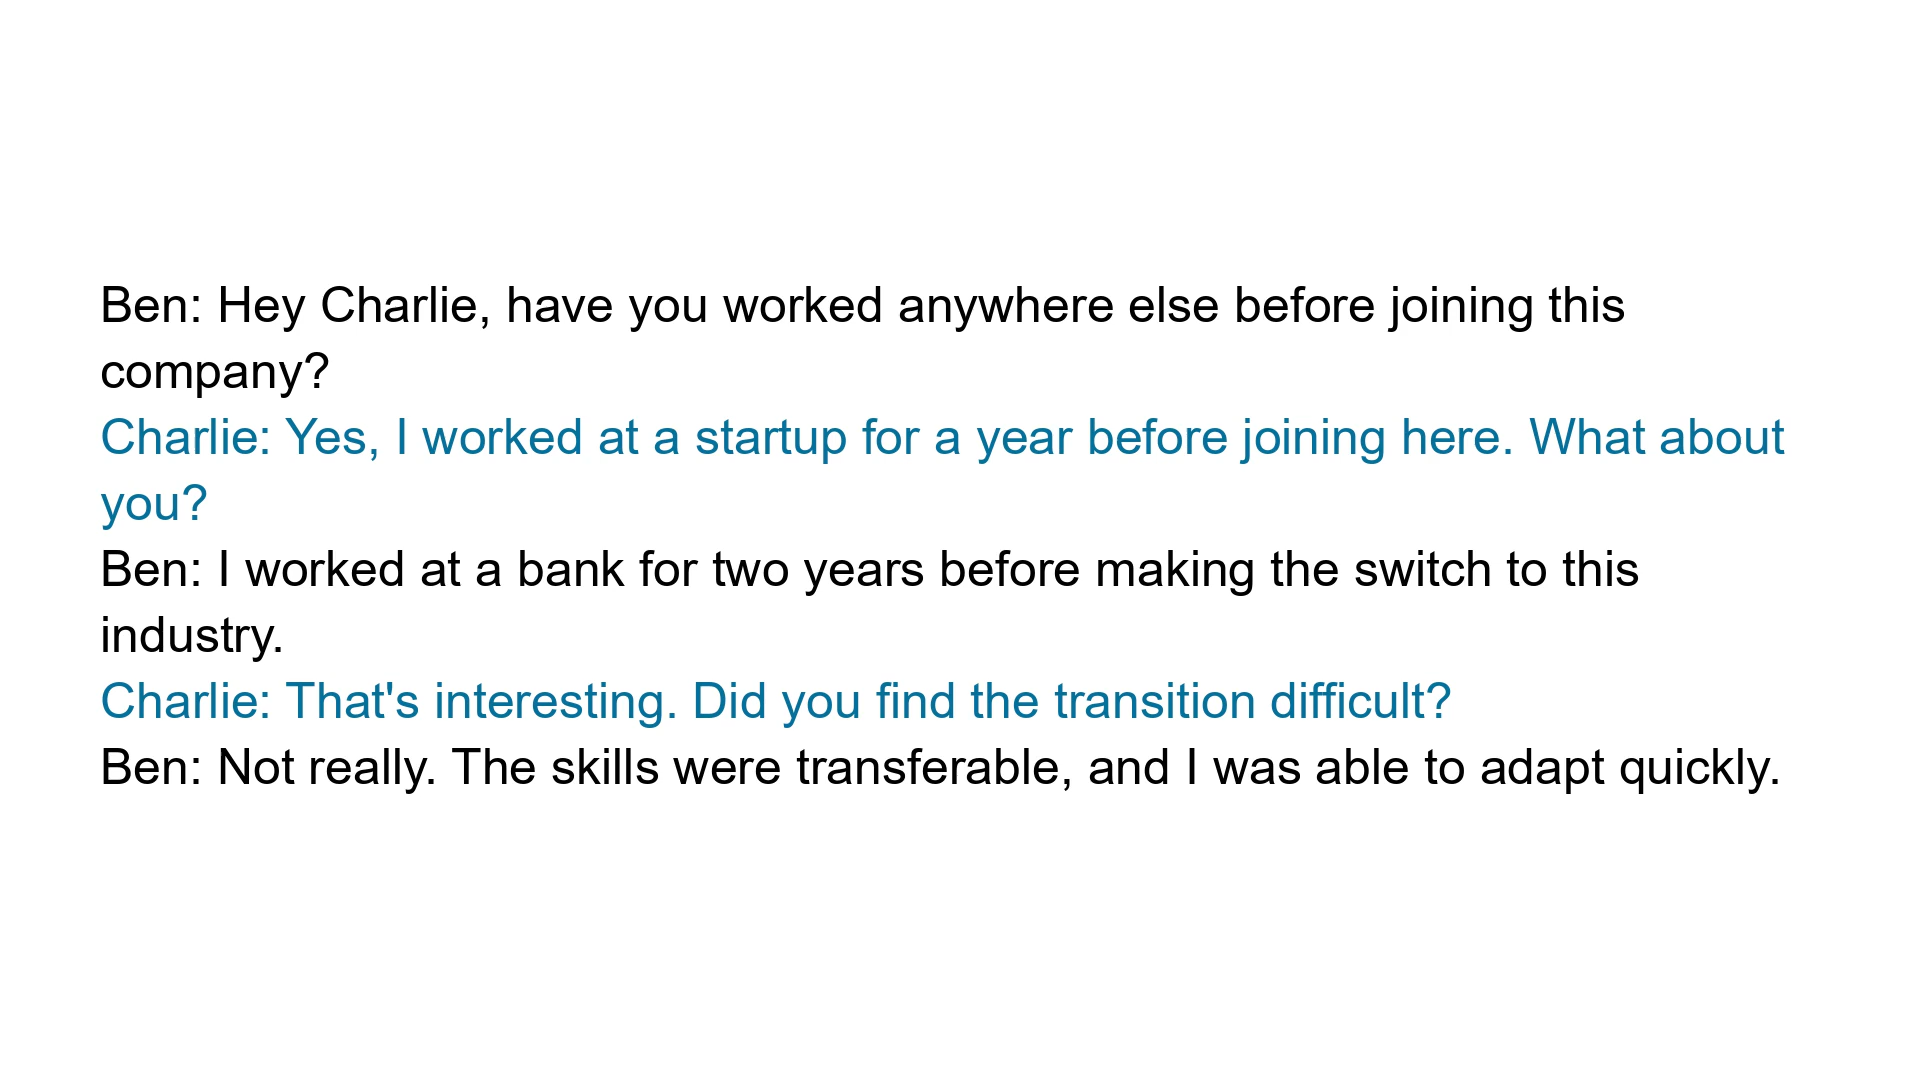 Ben: Hey Charlie, have you worked anywhere else before joining this
company?
Charlie: Yes, I worked at a startup for a year before joining here. What about
you?
Ben: I worked at a bank for two years before making the switch to this
industry.
Charlie: That's interesting. Did you find the transition difficult?
Ben: Not really. The skills were transferable, and I was able to adapt quickly.